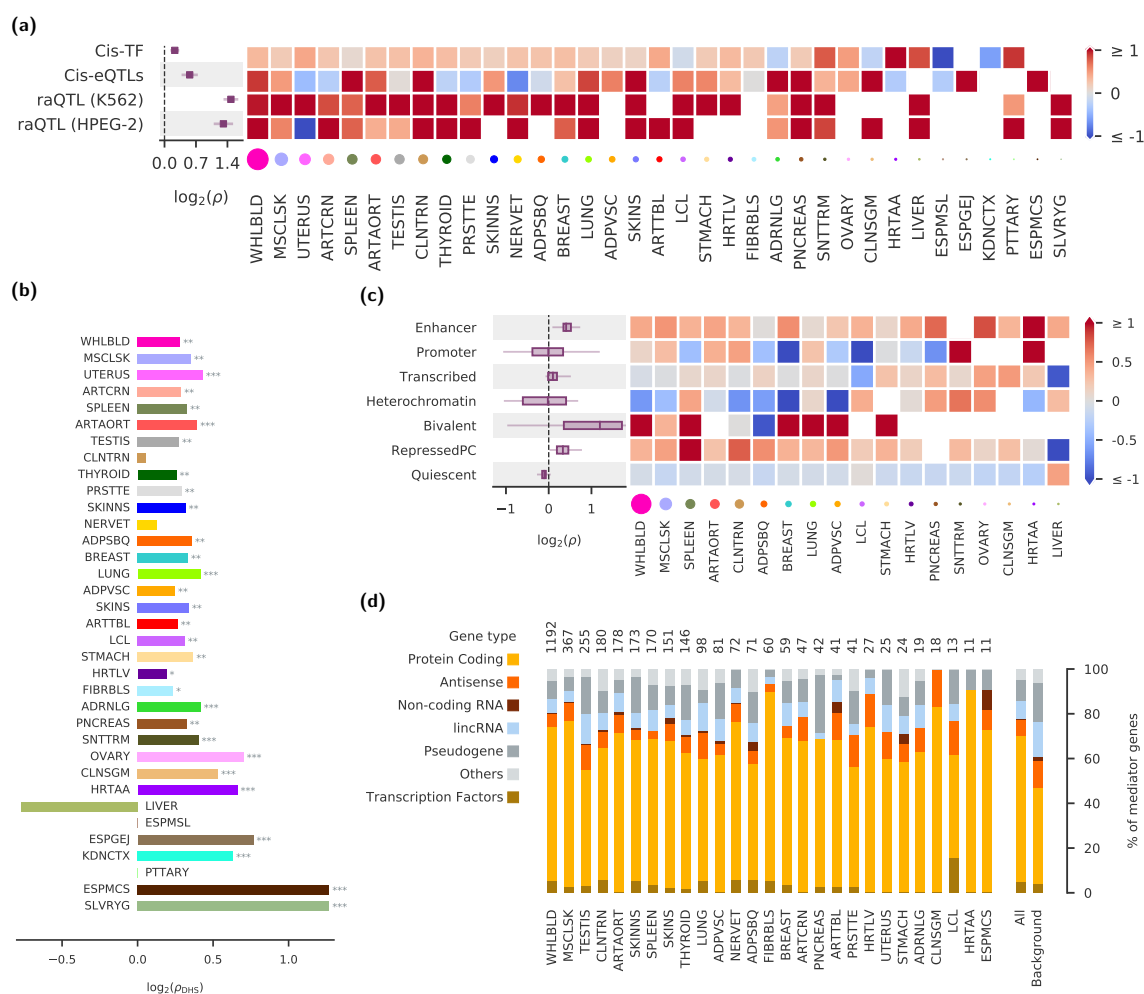 (a)
Cis-TF
Cis-eQTLs
raQTL (K562)
raQTL (HPEG-2)
0.0 0.7 1.4
log2(ρ)
≥ 1
0
≤ -1
WHLBLD MSCLSK UTERUS ARTCRN SPLEEN ARTAORT TESTIS CLNTRN THYROID PRSTTE SKINNS NERVET ADPSBQ BREAST LUNG ADPVSC SKINS ARTTBL LCL STMACH HRTLV FIBRBLS ADRNLG PNCREAS SNTTRM OVARY CLNSGM HRTAA LIVER ESPMSL ESPGEJ KDNCTX PTTARY ESPMCS SLVRYG
(b)
WHLBLD **
MSCLSK **
UTERUS ***
ARTCRN **
SPLEEN **
ARTAORT ***
TESTIS **
CLNTRN
THYROID **
PRSTTE **
SKINNS **
NERVET
ADPSBQ **
BREAST **
LUNG ***
ADPVSC **
SKINS **
ARTTBL **
LCL **
STMACH **
HRTLV *
FIBRBLS *
ADRNLG ***
PNCREAS **
SNTTRM ***
OVARY ***
CLNSGM ***
HRTAA ***
LIVER
ESPMSL
ESPGEJ ***
KDNCTX ***
PTTARY
ESPMCS ***
SLVRYG ***
−0.5 0.0 0.5 1.0
log2(ρDHS)
(c)
Enhancer
Promoter
Transcribed
Heterochromatin
Bivalent
RepressedPC
Quiescent
−1 0 1
log2(ρ)
≥ 1
0.5
0
−0.5
≤ -1
WHLBLD MSCLSK SPLEEN ARTAORT CLNTRN ADPSBQ BREAST LUNG ADPVSC LCL STMACH HRTLV PNCREAS SNTTRM OVARY CLNSGM HRTAA LIVER
(d)
Gene type
Protein Coding
Antisense
Non-coding RNA
lincRNA
Pseudogene
Others
Transcription Factors
1192 367 255 180 178 173 170 151 146 98 81 72 71 60 59 47 42 41 41 27 25 24 19 18 13 11 11
100
80
60
40
20
0
% of mediator genes
WHLBLD MSCLSK TESTIS CLNTRN ARTAORT SKINNS SPLEEN SKINS THYROID LUNG ADPVSC NERVET ADPSBQ FIBRBLS BREAST ARTCRN PNCREAS ARTTBL PRSTTE HRTLV UTERUS STMACH ADRNLG CLNSGM LCL HRTAA ESPMCS All Background